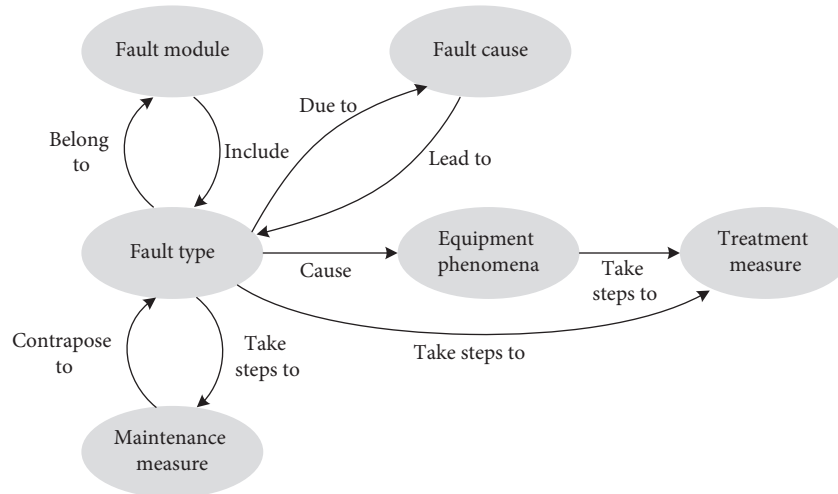 Fault module
Fault cause
Due to
Belong
to
Include
Lead to
Fault type
Equipment
phenomena
Treatment
measure
Cause
Take
steps to
Contrapose
to
Take
steps to
Take steps to
Maintenance
measure